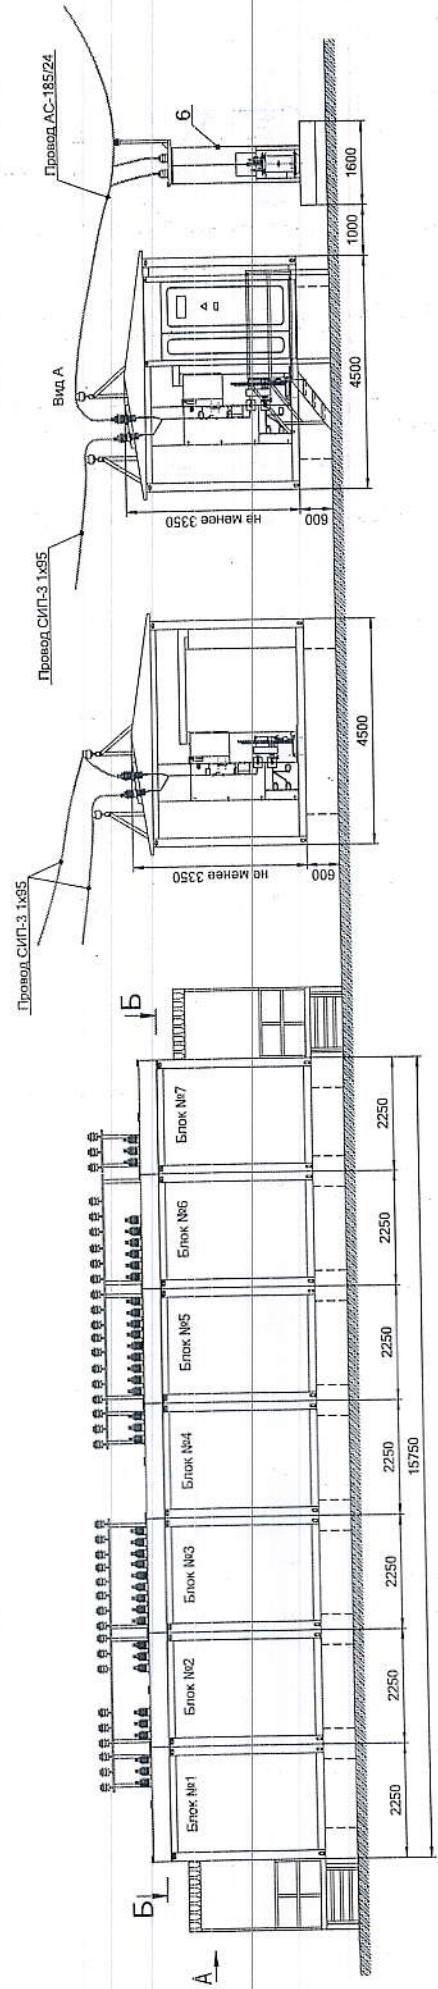 А
Б
Б
Блок №1
Блок №2
Блок №3
Блок №4
Блок №5
Блок №6
Блок №7
2250
2250
2250
2250
2250
2250
2250
15750
Провод СИП-3 1х95
не менее 3350
600
4500
Провод СИП-3 1х95
Вид А
Провод АС-185/24
6
не менее 3350
600
4500
1000
1600